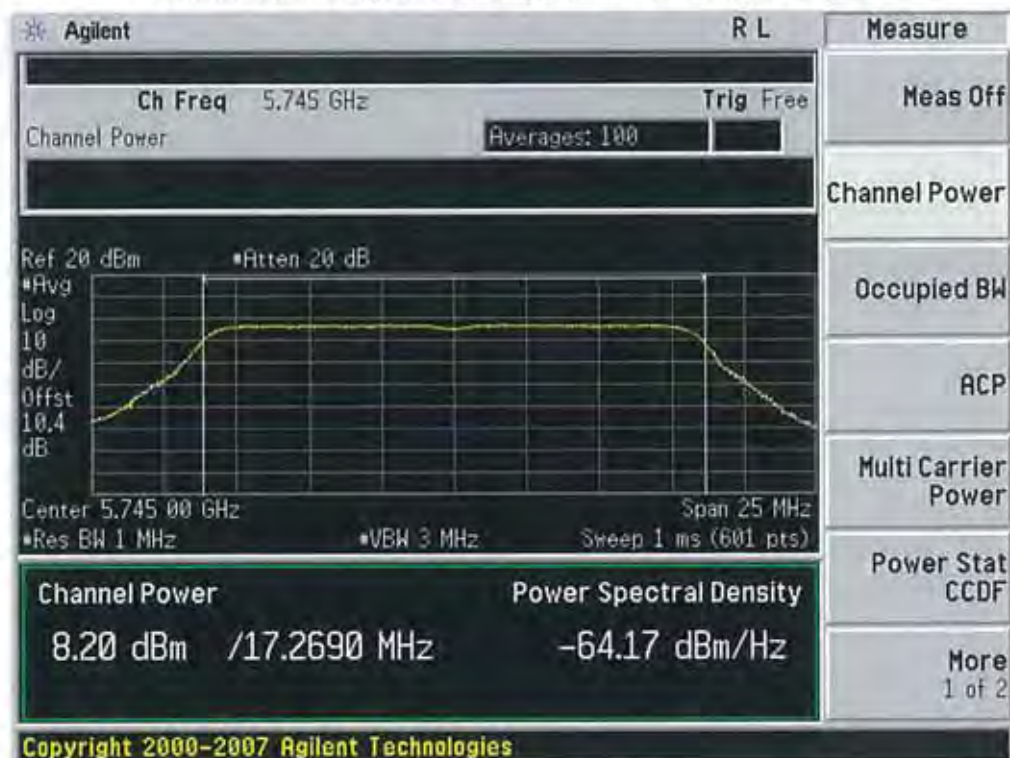 Agilent
R L
Measure
Ch Freq 5.745 GHz
Trig Free
Meas Off
Channel Power
Averages: 100
Channel Power
Ref 20 dBm
*Atten 20 dB
*Avg
Log
10
dB/
Offst
10.4
dB
Occupied BW
ACP
Center 5.745 00 GHz
Span 25 MHz
*Res BW 1 MHz
*VBW 3 MHz
Sweep 1 ms (601 pts)
Multi Carrier
Power
Channel Power
Power Spectral Density
8.20 dBm /17.2690 MHz
-64.17 dBm/Hz
Power Stat
CCDF
More
1 of 2
Copyright 2000-2007 Agilent Technologies